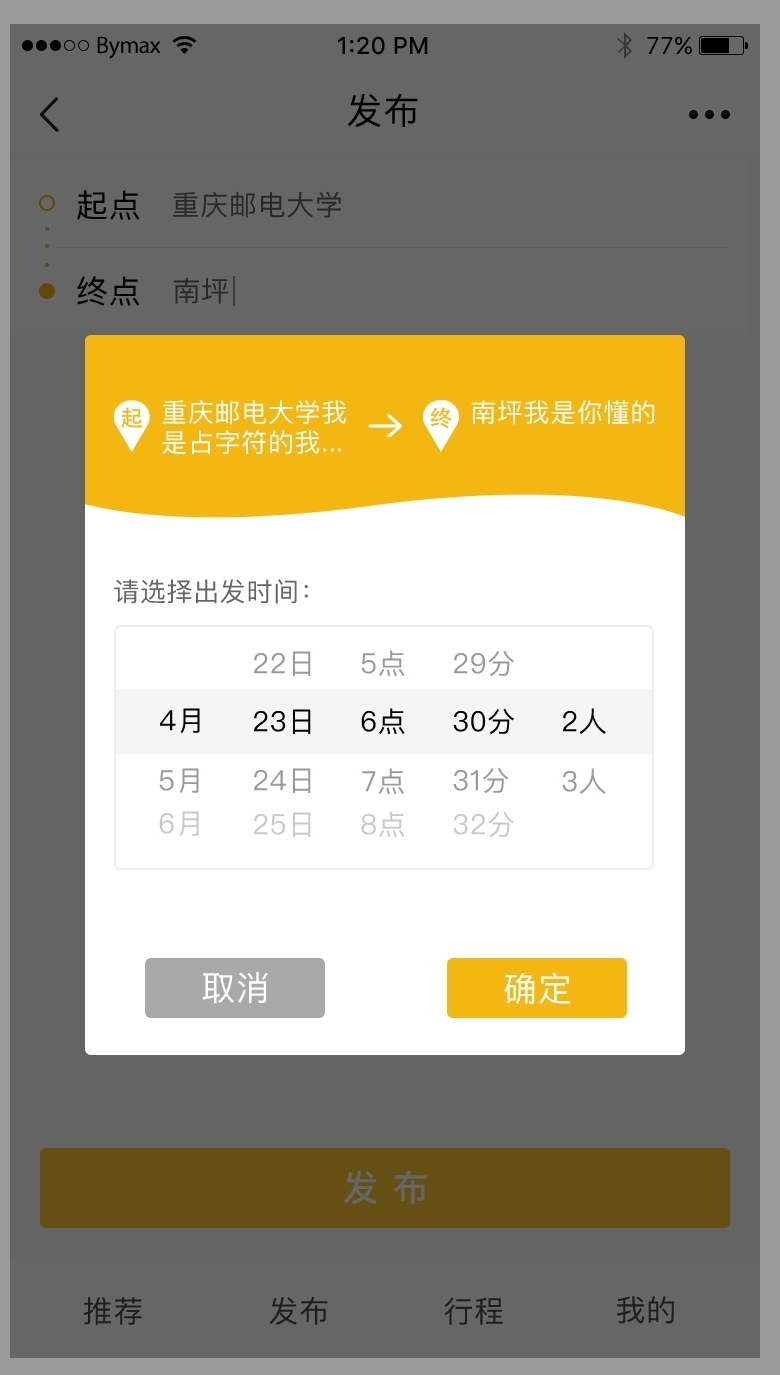 Bymax 1:20 PM 77%
发布
起点 重庆邮电大学
终点 南坪
起 重庆邮电大学我 终 南坪我是你懂的
是占字符的我...
请选择出发时间：
22日 5点 29分
4月 23日 6点 30分 2人
5月 24日 7点 31分 3人
6月 25日 8点 32分
取消 确定
发布
推荐 发布 行程 我的